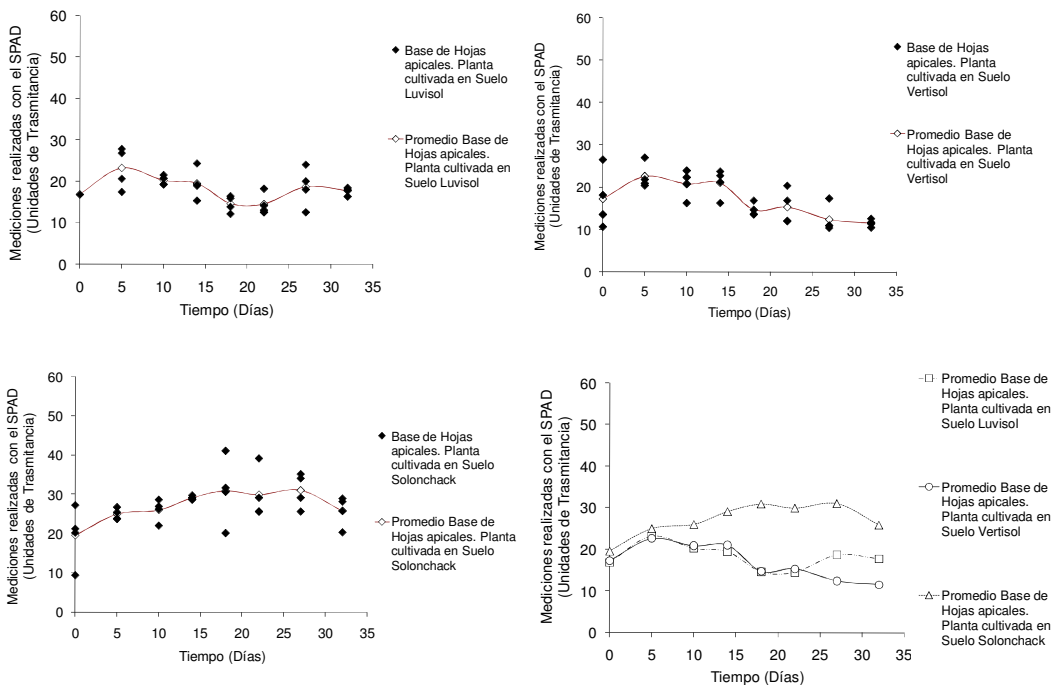 Mediciones realizadas con el SPAD
(Unidades de Trasmitancia)
60
50
40
30
20
10
0
0 5 10 15 20 25 30 35
Tiempo (Días)
Base de Hojas
apicales. Planta
cultivada en Suelo
Luvisol
Promedio Base de
Hojas apicales.
Planta cultivada en
Suelo Luvisol
Mediciones realizadas con el SPAD
(Unidades de Trasmitancia)
60
50
40
30
20
10
0
0 5 10 15 20 25 30 35
Tiempo (Días)
Base de Hojas
apicales. Planta
cultivada en Suelo
Vertisol
Promedio Base de
Hojas apicales. Planta
cultivada en Suelo
Vertisol
Mediciones realizadas con el SPAD
(Unidades de Trasmitancia)
60
50
40
30
20
10
0
0 5 10 15 20 25 30 35
Tiempo (Días)
Base de Hojas
apicales. Planta
cultivada en Suelo
Solonchack
Promedio Base de
Hojas apicales. Planta
cultivada en Suelo
Solonchack
Mediciones realizadas con el SPAD
(Unidades de Trasmitancia)
60
50
40
30
20
10
0
0 5 10 15 20 25 30 35
Tiempo (Días)
Promedio Base de
Hojas apicales.
Planta cultivada en
Suelo Luvisol
Promedio Base de
Hojas apicales.
Planta cultivada en
Suelo Vertisol
Promedio Base de
Hojas apicales.
Planta cultivada en
Suelo Solonchack